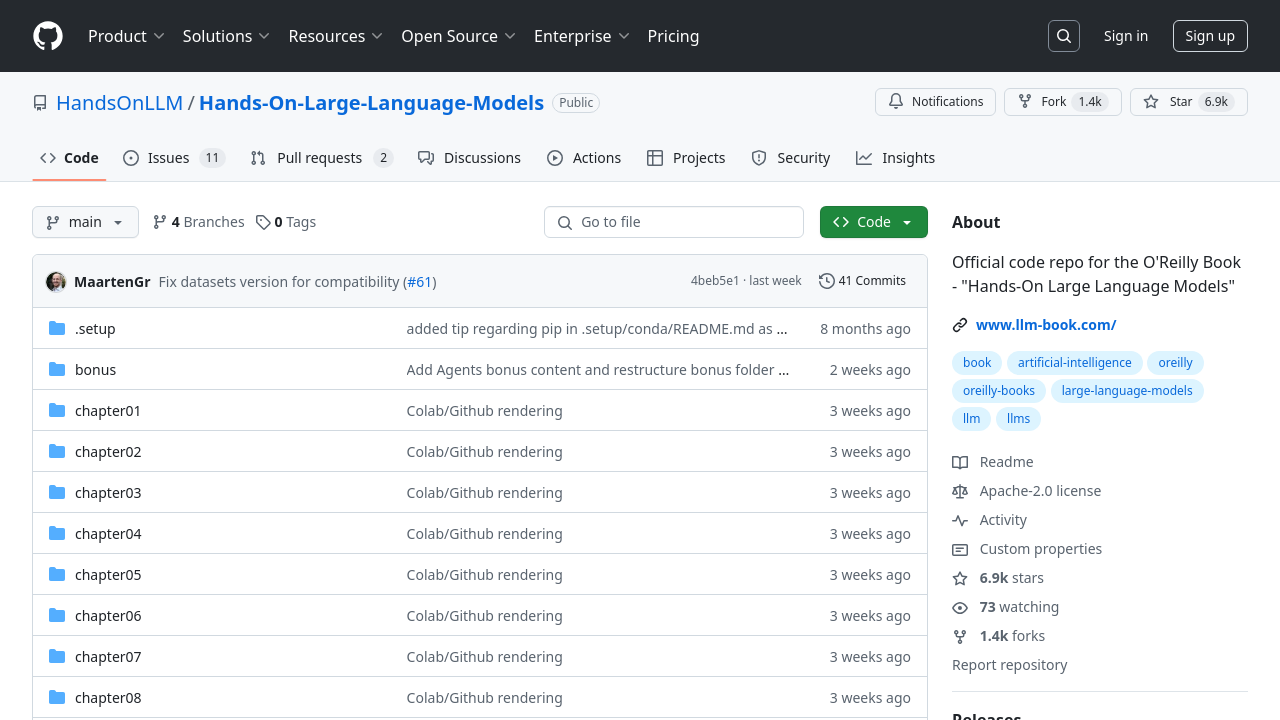 Product Solutions Resources Open Source Enterprise Pricing Sign in Sign up
HandsOnLLM / Hands-On-Large-Language-Models Public Notifications Fork 1.4k Star 6.9k
Code Issues 11 Pull requests 2 Discussions Actions Projects Security Insights
main 4 Branches 0 Tags Go to file Code
MaartenGr Fix datasets version for compatibility (#61) 4beb5e1 · last week 41 Commits
.setup added tip regarding pip in .setup/conda/README.md as ... 8 months ago
bonus Add Agents bonus content and restructure bonus folder ... 2 weeks ago
chapter01 Colab/Github rendering 3 weeks ago
chapter02 Colab/Github rendering 3 weeks ago
chapter03 Colab/Github rendering 3 weeks ago
chapter04 Colab/Github rendering 3 weeks ago
chapter05 Colab/Github rendering 3 weeks ago
chapter06 Colab/Github rendering 3 weeks ago
chapter07 Colab/Github rendering 3 weeks ago
chapter08 Colab/Github rendering 3 weeks ago
About
Official code repo for the O'Reilly Book
- "Hands-On Large Language Models"
www.llm-book.com/
book artificial-intelligence oreilly
oreilly-books large-language-models
llm llms
Readme
Apache-2.0 license
Activity
Custom properties
6.9k stars
73 watching
1.4k forks
Report repository
Releases